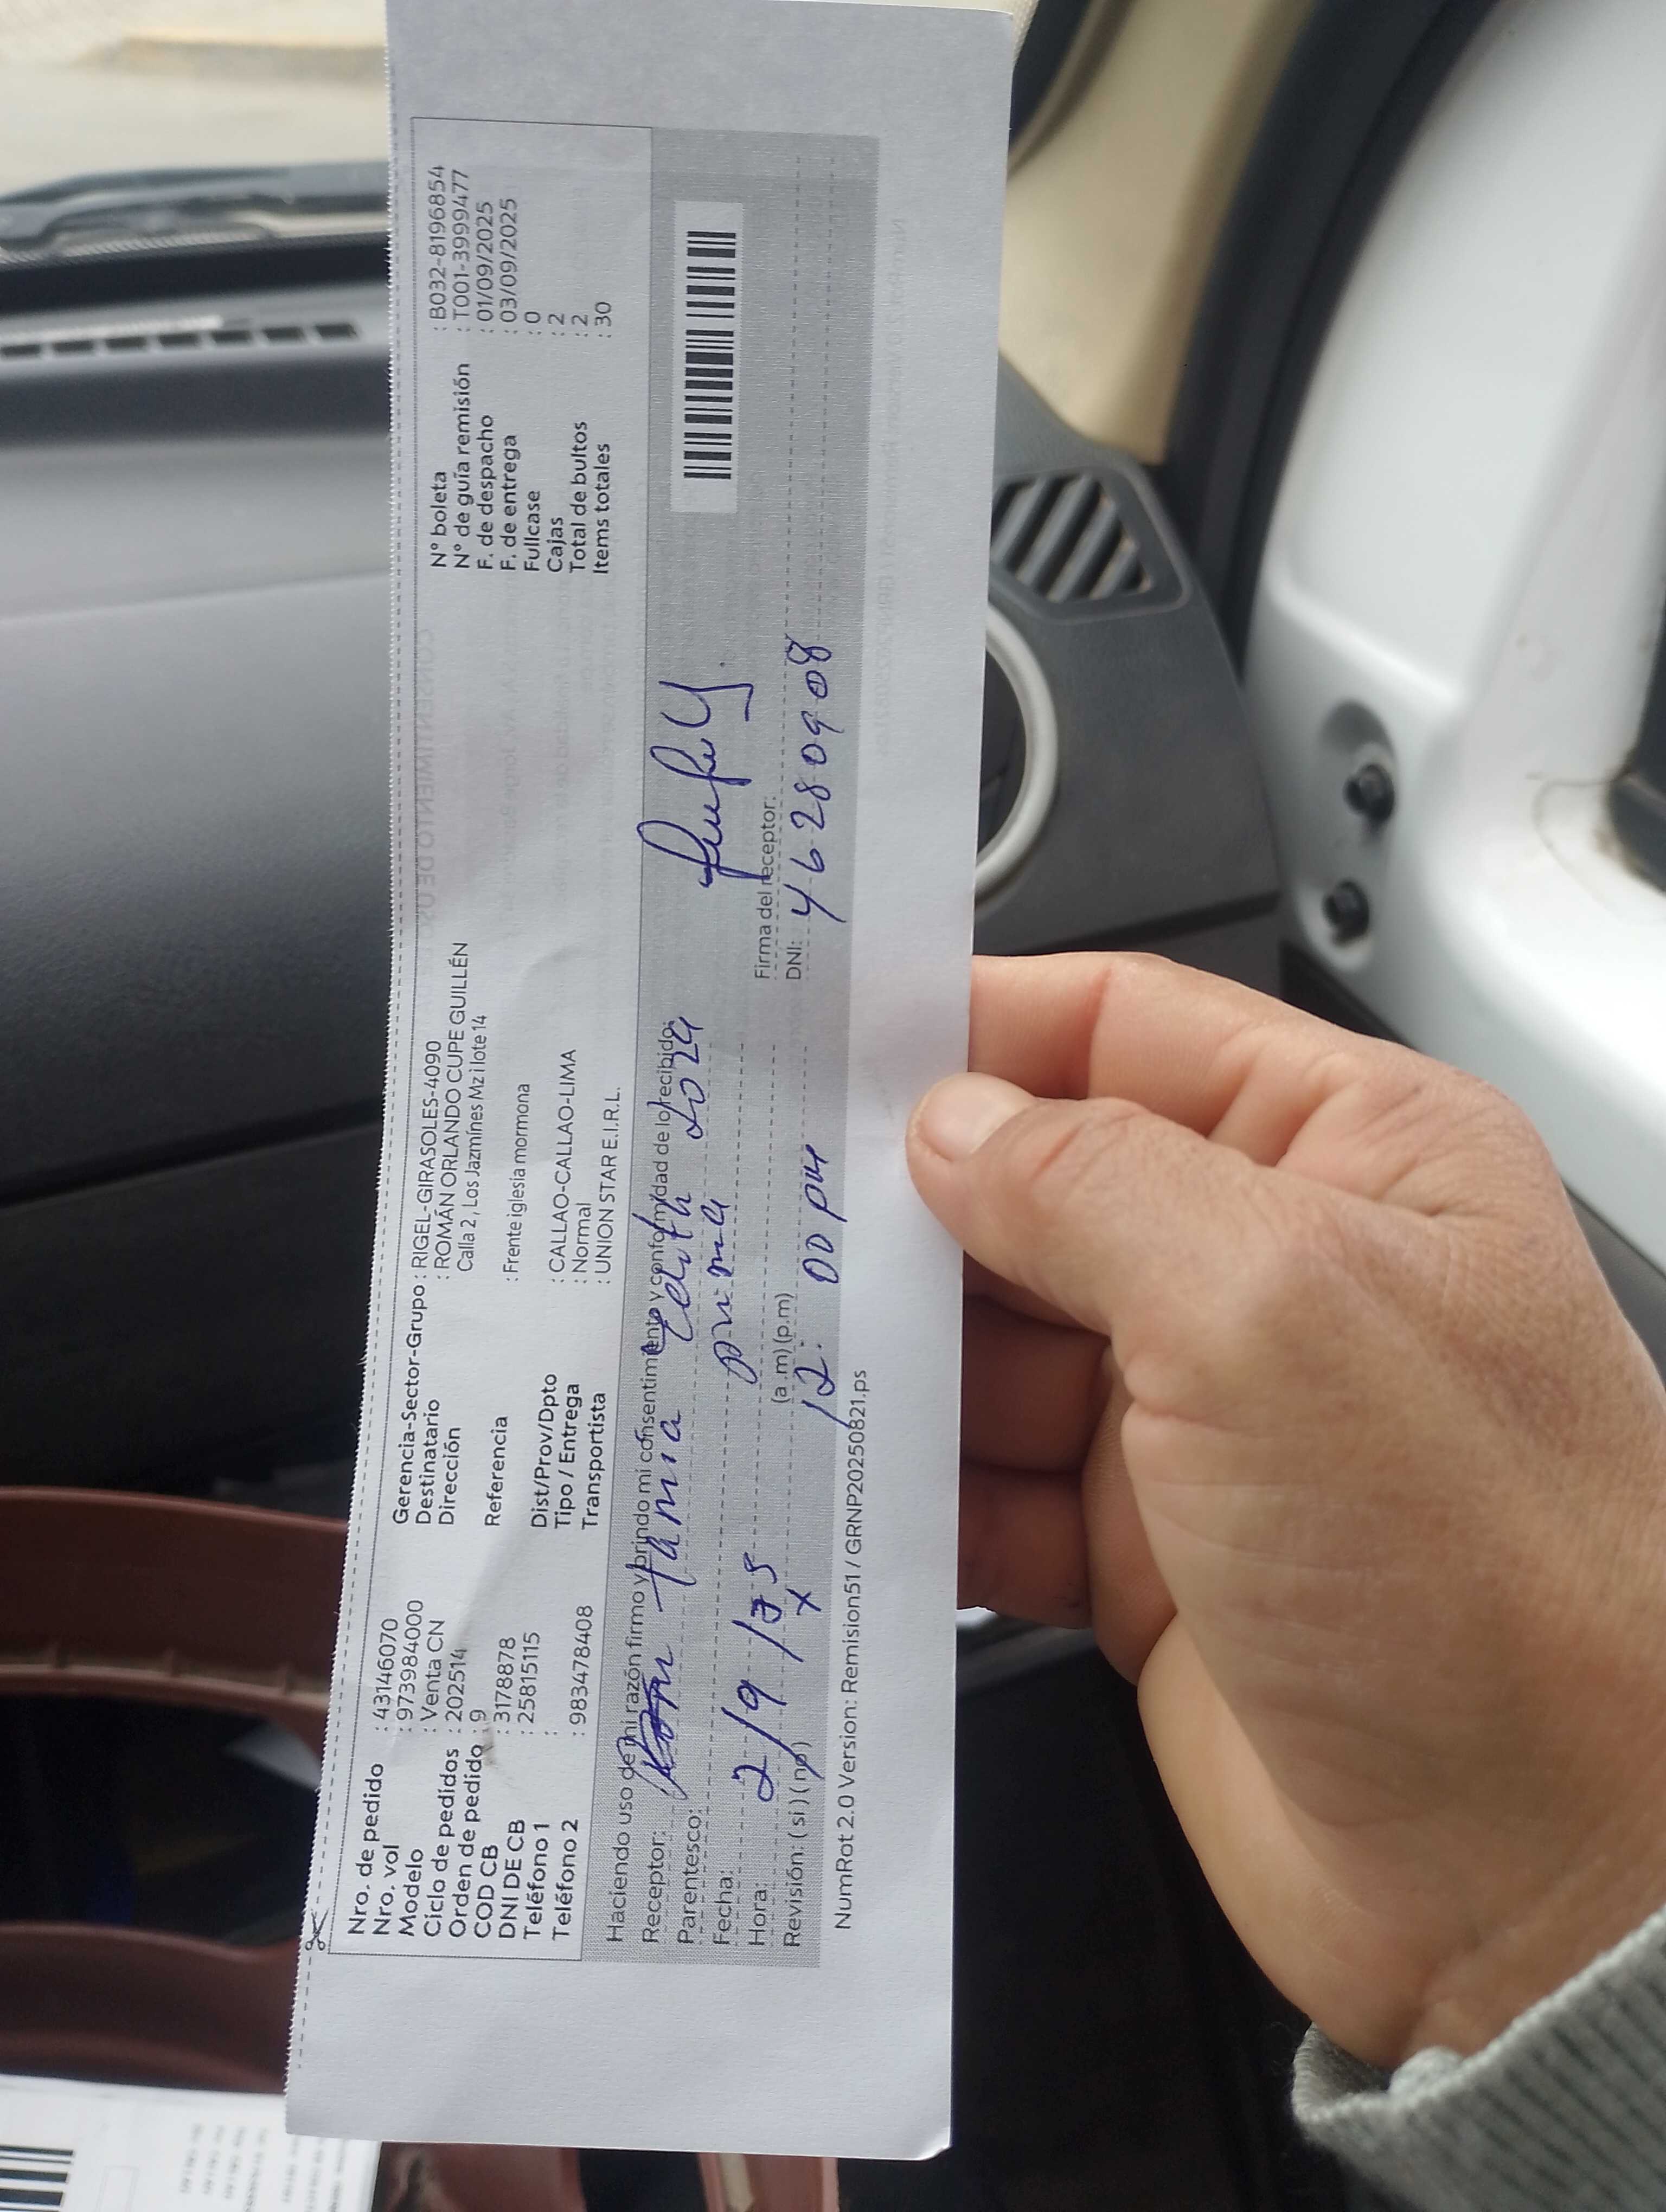 Nro. de pedido : 43146070
Nro. vol : 9739984000
Modelo : Venta CN
Ciclo de pedidos : 202514
Orden de pedido : 9
COD CB : 3178878
DNI DE CB : 25815115
Teléfono 1 :
Teléfono 2 : 983478408
Gerencia-Sector-Grupo : RIGEL-GIRASOLES-4090
Destinatario : ROMÁN ORLANDO CUPE GUILLÉN
Dirección Calla 2 , Los Jazmines Mz i lote 14
Referencia : Frente iglesia mormona
Dist/Prov/Dpto : CALLAO-CALLAO-LIMA
Tipo / Entrega : Normal
Transportista : UNION STAR E.I.R.L.
N° boleta : B032-8196854
N° de guía remisión : T001-3999477
F. de despacho : 01/09/2025
F. de entrega : 03/09/2025
Fullcase : 0
Cajas : 2
Total de bultos : 2
Items totales : 30
Haciendo uso de mi razón firmo y brindo mi consentimiento y conformidad de lo recibido:
Receptor: Tania Edith
Parentesco: prima
Fecha: 2/9/
Hora: (a .m) (p.m) 12:00 pm
Revisión: ( si ) ( no ) x
Firma del receptor:
DNI: 46280908
NumRot 2.0 Version: Remision51 / GRNP20250821.ps